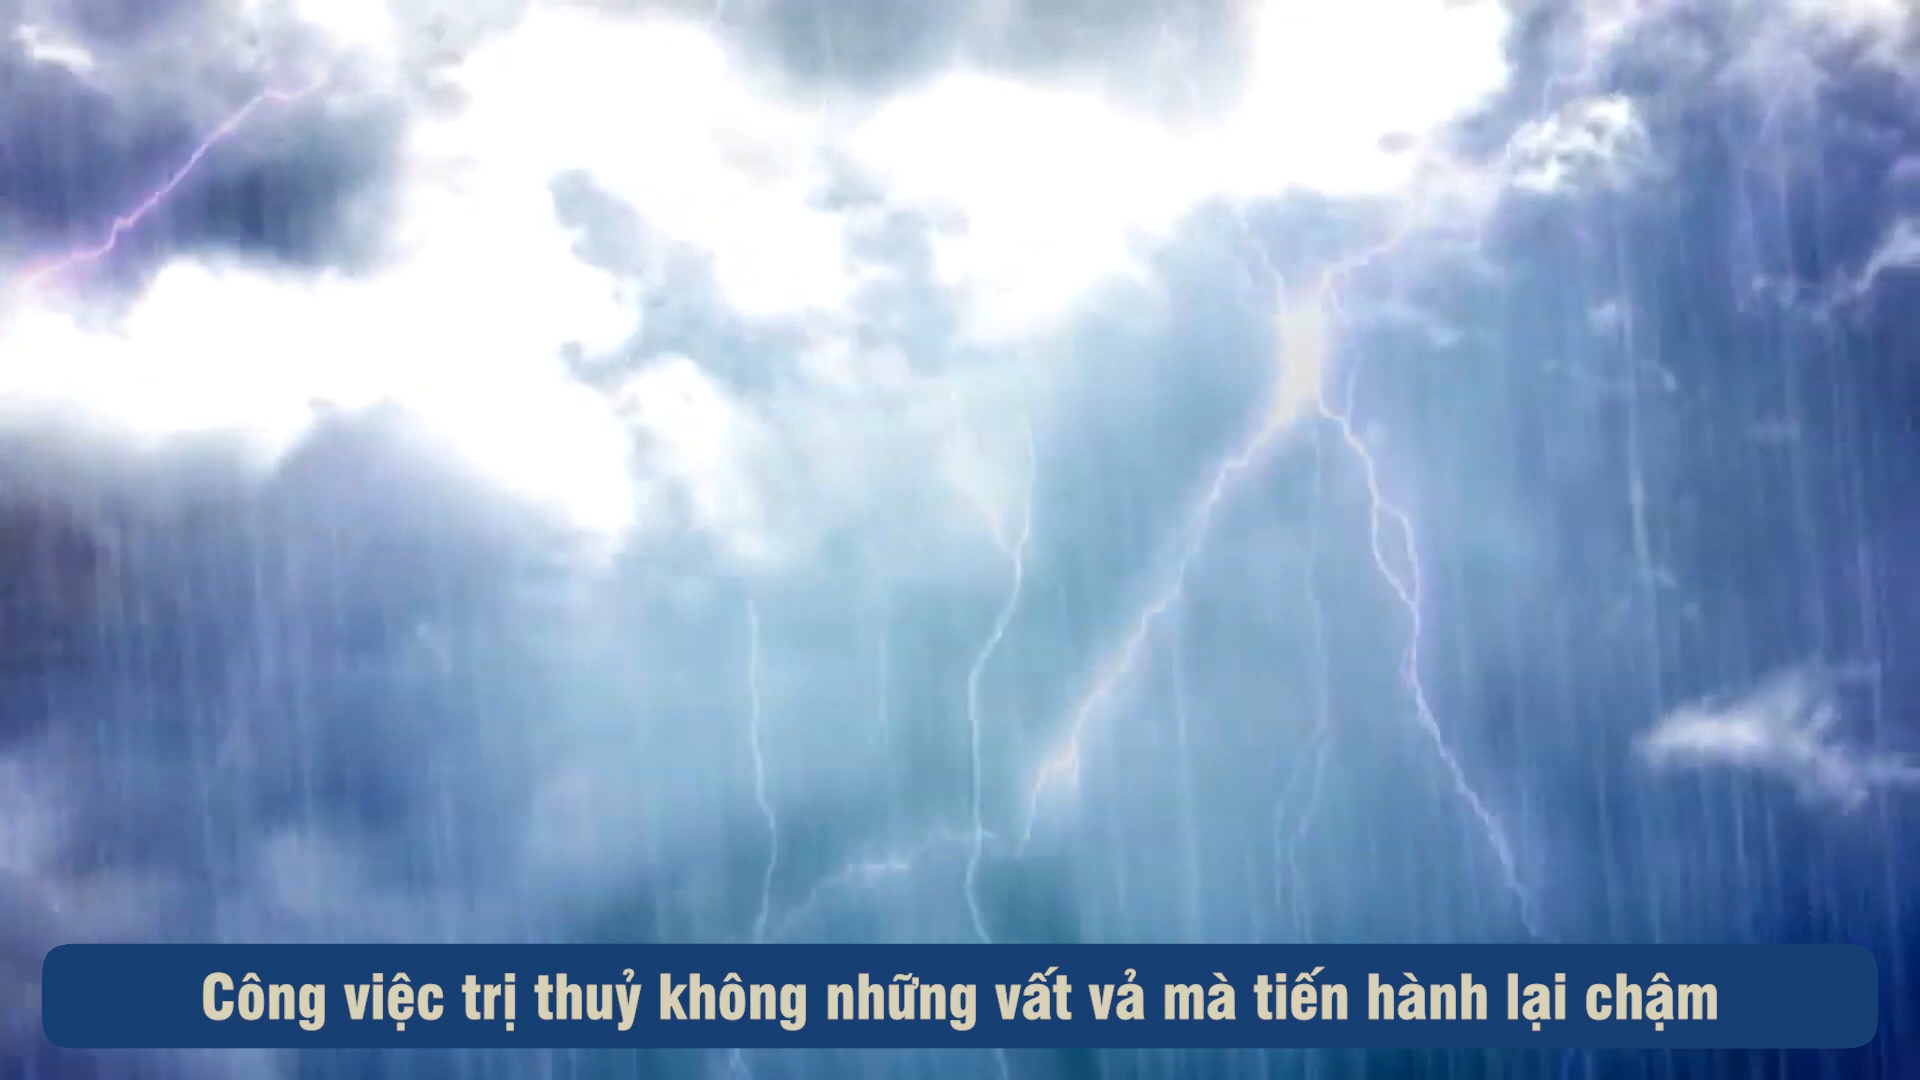 Công việc trị thuỷ không những vất vả mà tiến hành lại chậm